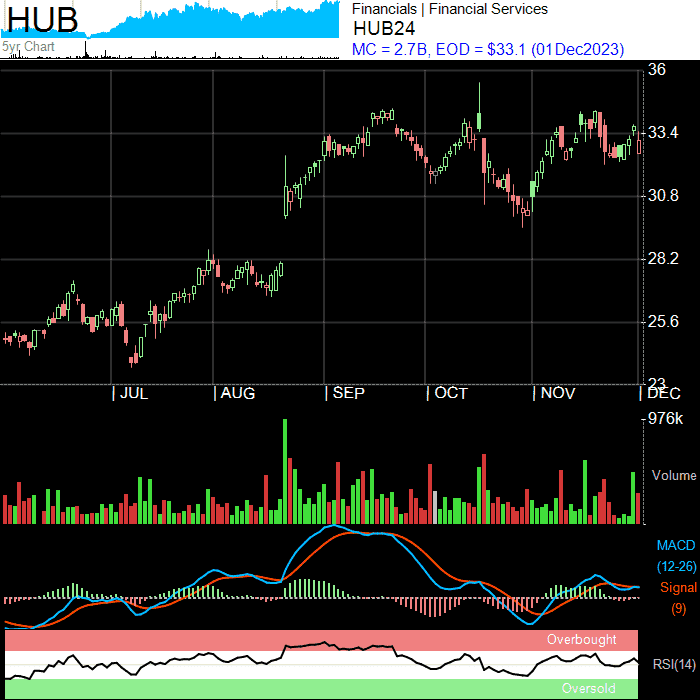 HUB
5yr Chart
Financials | Financial Services
HUB24
MC = 2.7B, EOD = $33.1 (01Dec2023)
36
33.4
30.8
28.2
25.6
23
| JUL | AUG | SEP | OCT | NOV | DEC
976k
Volume
MACD
(12-26)
Signal
(9)
Overbought
RSI(14)
Oversold